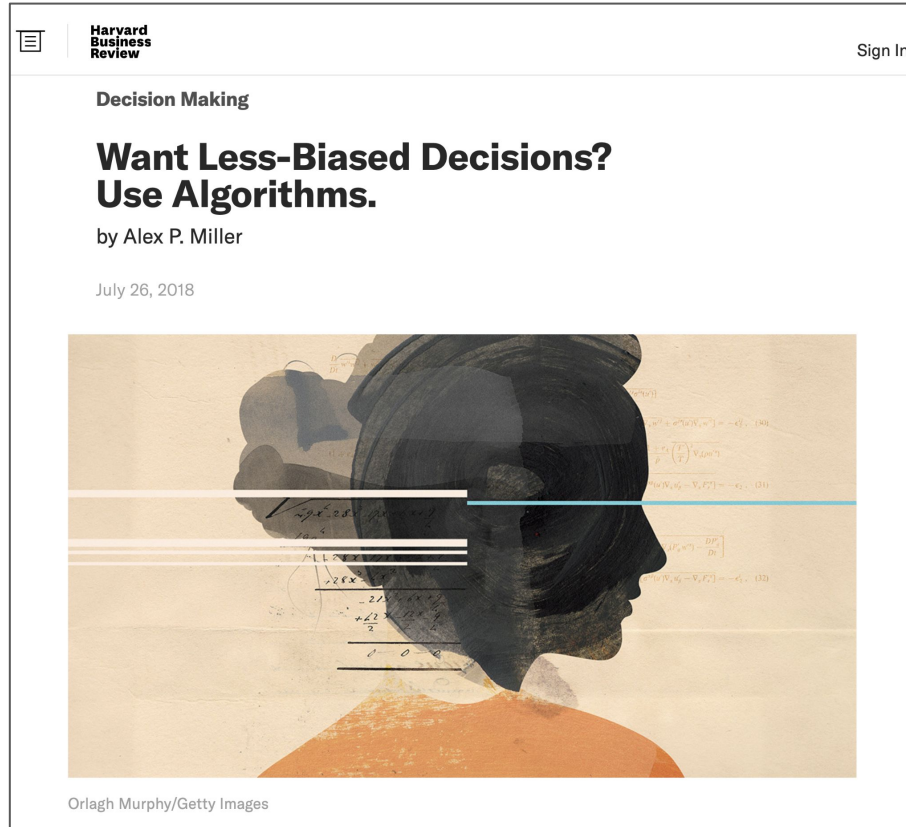 Harvard
Business
Review
Sign In
Decision Making
Want Less-Biased Decisions?
Use Algorithms.
by Alex P. Miller
July 26, 2018
Orlagh Murphy/Getty Images